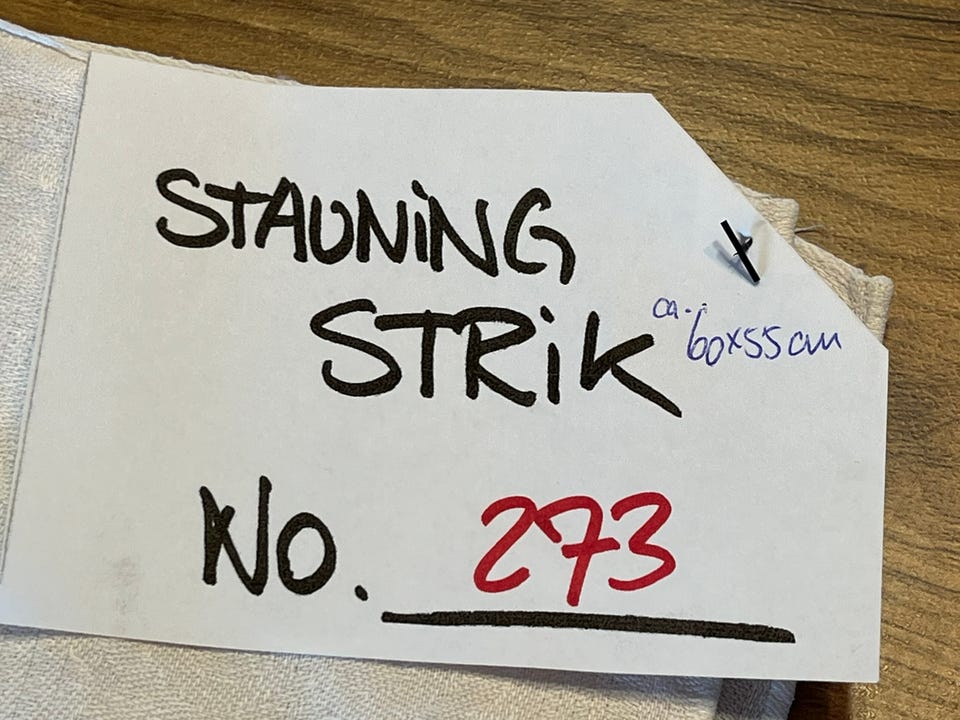 STAUNiNG
STRiK
ca. 60x55 cm
No. 273